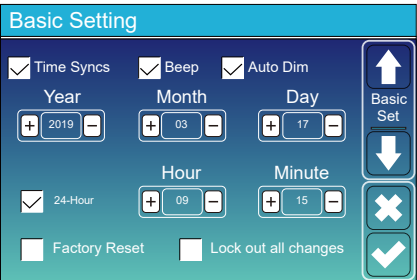 Basic Setting
Time Syncs Beep Auto Dim
Year Month Day
+ 2019 − + 03 − + 17 −
Basic
Set
Hour Minute
24-Hour + 09 − + 15 −
Factory Reset Lock out all changes